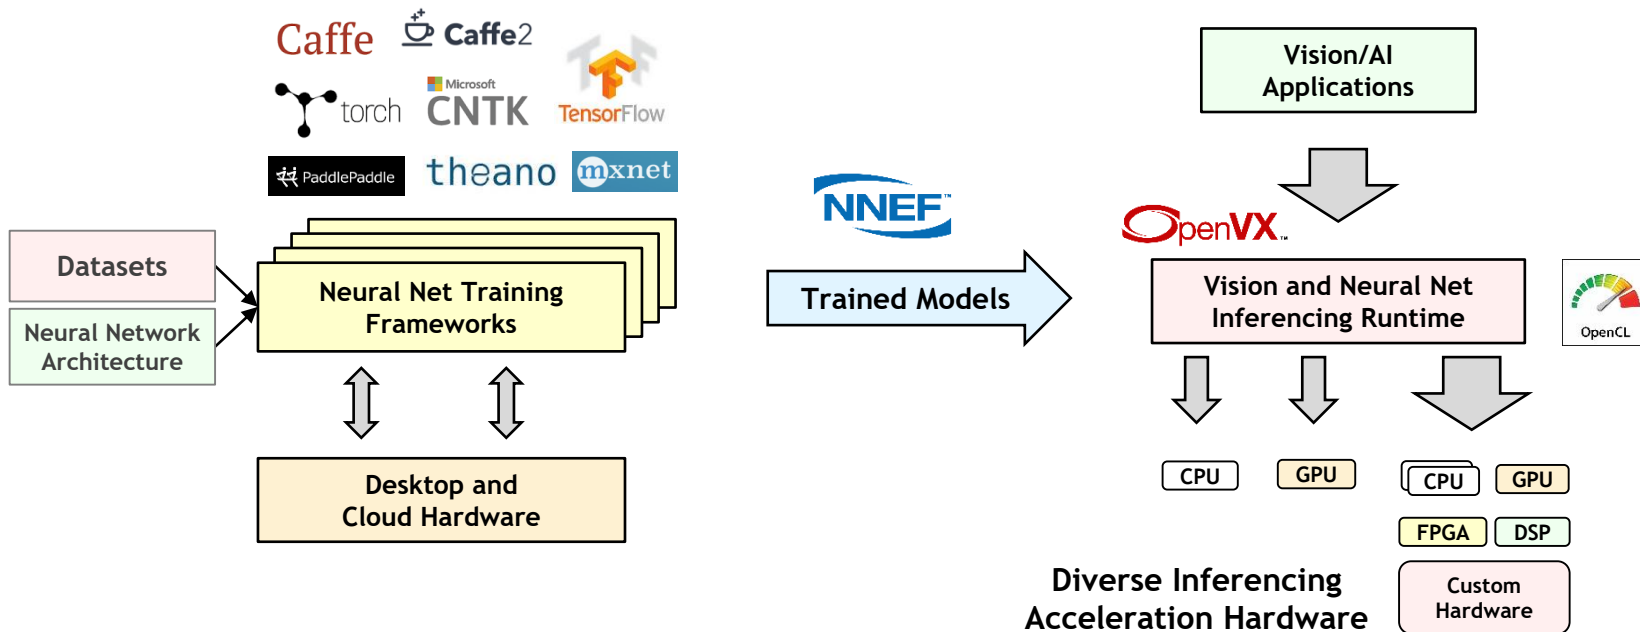 Caffe
Caffe2
torch
Microsoft
CNTK
TensorFlow
PaddlePaddle
theano
mxnet
Datasets
Neural Network
Architecture
Neural Net Training
Frameworks
Desktop and
Cloud Hardware
NNEF™
Trained Models
Vision/AI
Applications
OpenVX™
Vision and Neural Net
Inferencing Runtime
OpenCL
CPU
GPU
CPU
GPU
FPGA
DSP
Custom
Hardware
Diverse Inferencing
Acceleration Hardware